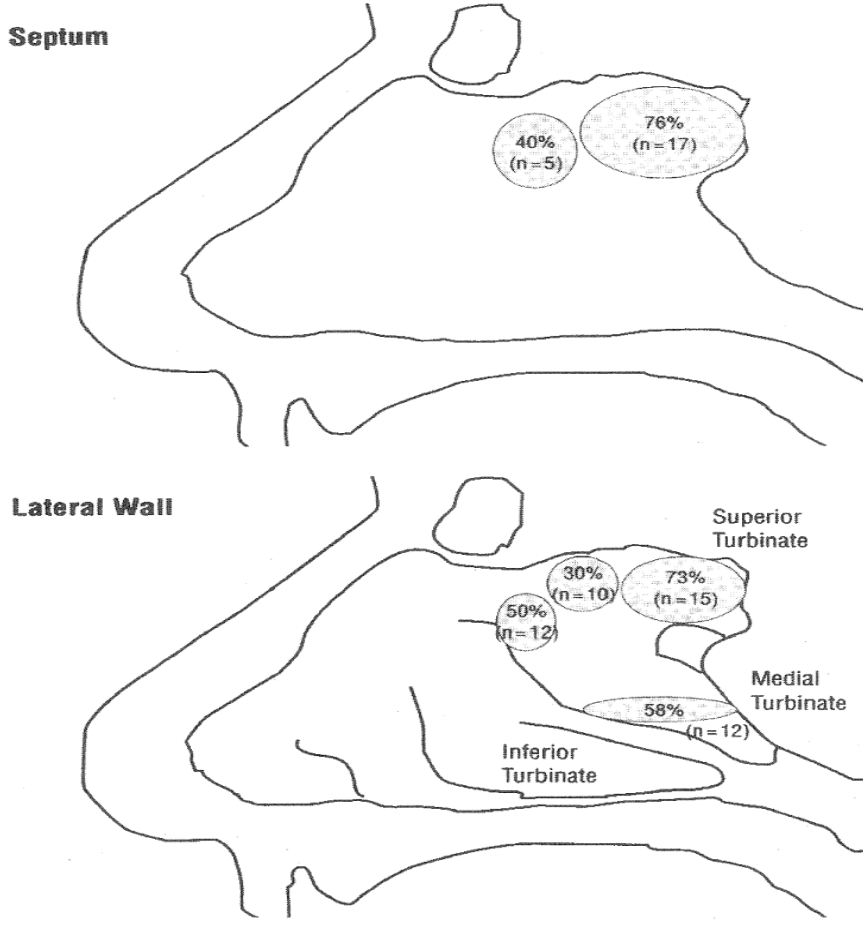 Septum
40%
(n=5)
76%
(n=17)
Lateral Wall
Superior
Turbinate
30%
(n=10)
73%
(n=15)
50%
(n=12)
Medial
Turbinate
58%
(n=12)
Inferior
Turbinate